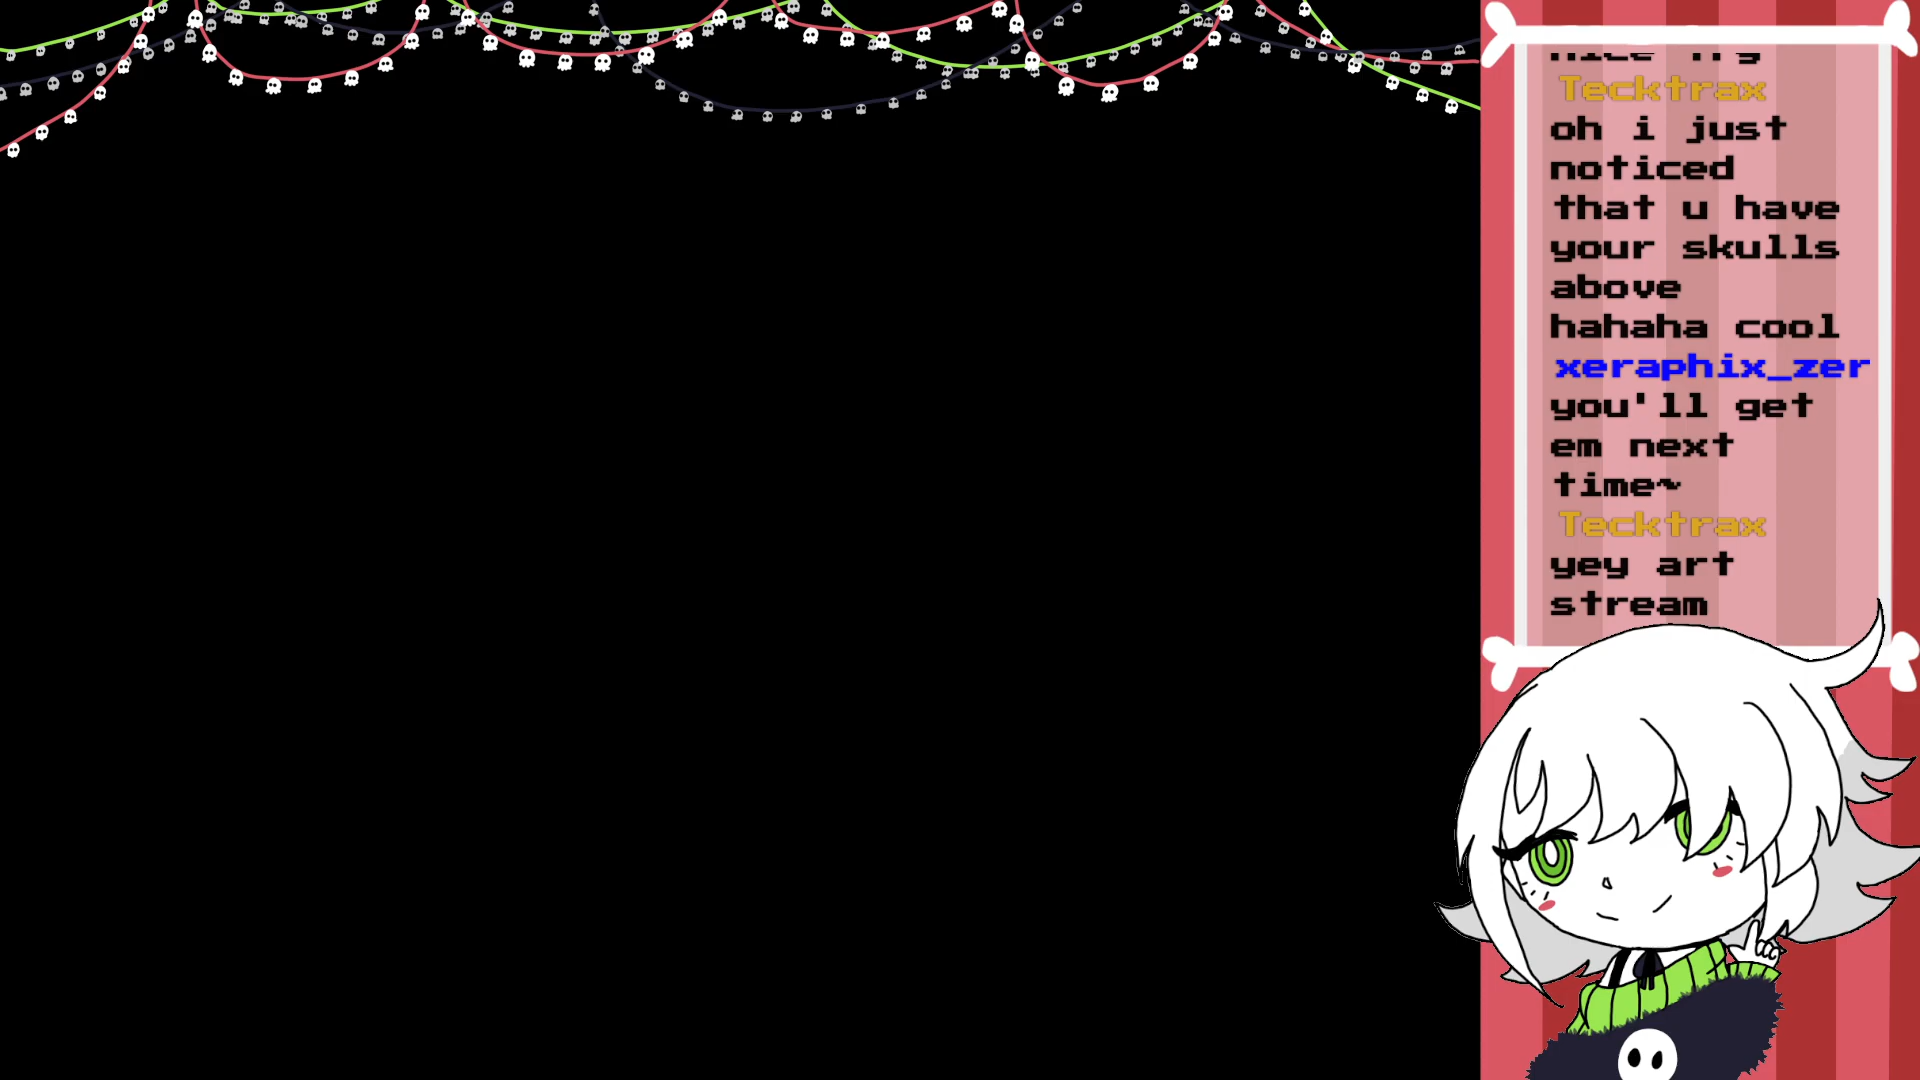 Tecktrax
oh i just
noticed
that u have
your skulls
above
hahaha cool
xeraphix_zer
you'll get
em next
time~
Tecktrax
yey art
stream